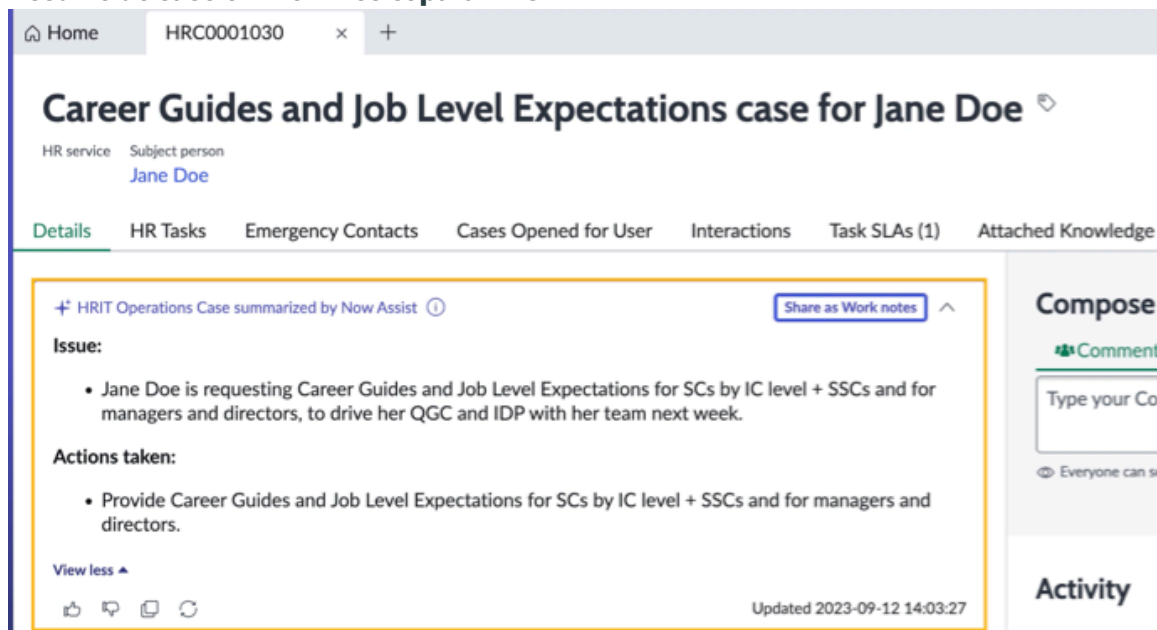 Home
HRC0001030 × +
Career Guides and Job Level Expectations case for Jane Doe
HR service Subject person
Jane Doe
Details HR Tasks Emergency Contacts Cases Opened for User Interactions Task SLAs (1) Attached Knowledge
HRIT Operations Case summarized by Now Assist
Share as Work notes
Issue:
• Jane Doe is requesting Career Guides and Job Level Expectations for SCs by IC level + SSCs and for
managers and directors, to drive her QGC and IDP with her team next week.
Actions taken:
• Provide Career Guides and Job Level Expectations for SCs by IC level + SSCs and for managers and
directors.
View less
Updated 2023-09-12 14:03:27
Compose
Comment
Type your Co
Everyone can s
Activity